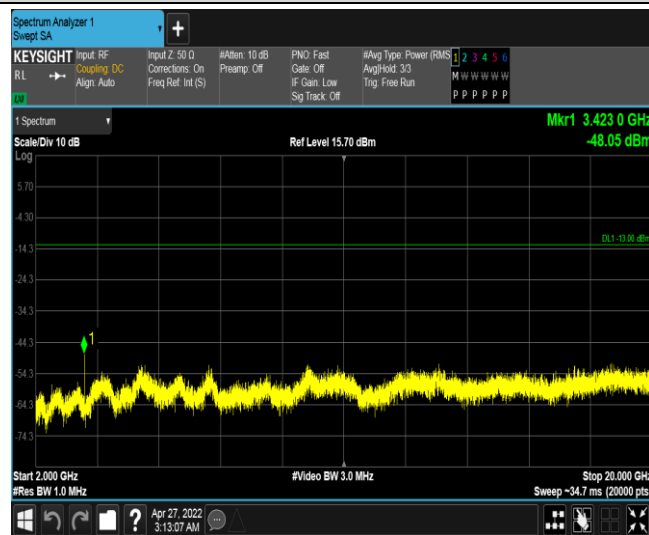 Spectrum Analyzer 1
Swept SA
KEYSIGHT
RL
Input: RF
Coupling: DC
Align: Auto
Input Z: 50 Ω
Corrections: On
Freq Ref: Int (S)
#Atten: 10 dB
Preamp: Off
PNO: Fast
Gate: Off
IF Gain: Low
Sig Track: Off
#Avg Type: Power (RMS
Avg|Hold: 3/3
Trig: Free Run
1 2 3 4 5 6
M W W W W W
P P P P P P
1 Spectrum
Mkr1 3.423 0 GHz
Scale/Div 10 dB
Ref Level 15.70 dBm
-48.05 dBm
Log
5.70
-4.30
DL1 -13.00 dBm
-14.3
-24.3
-34.3
1
-44.3
-54.3
-64.3
-74.3
Start 2.000 GHz
#Video BW 3.0 MHz
Stop 20.000 GHz
#Res BW 1.0 MHz
Sweep ~34.7 ms (20000 pts)
?
Apr 27, 2022
3:13:07 AM